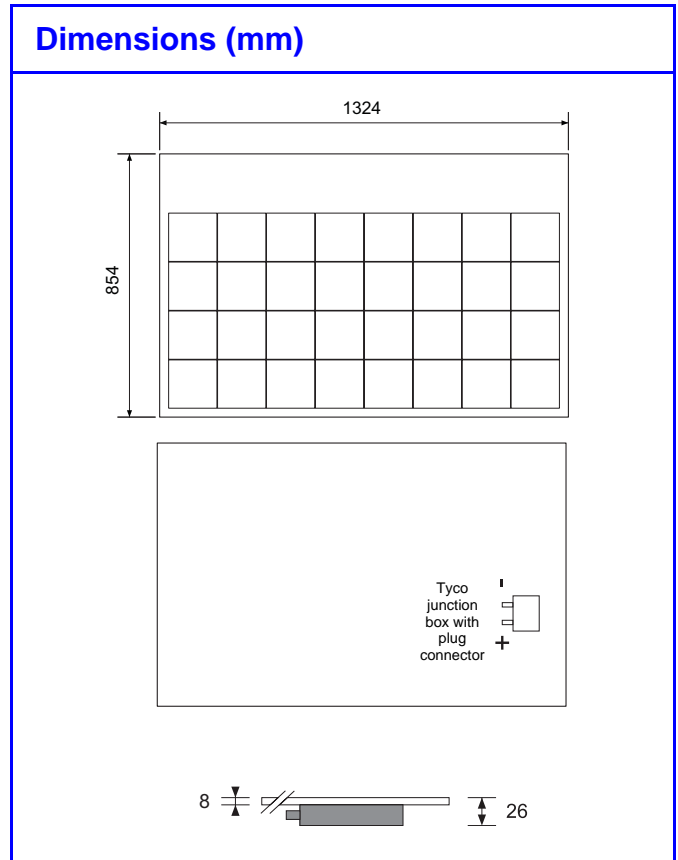 Dimensions (mm)
1324
854
Tyco
junction
box with
plug
connector
-
+
8
26